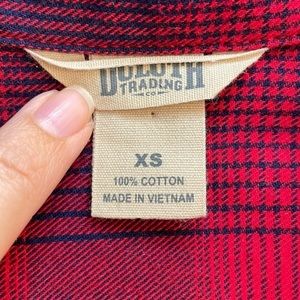 DULUTH
TRADING
CO
XS
100% COTTON
MADE IN VIETNAM